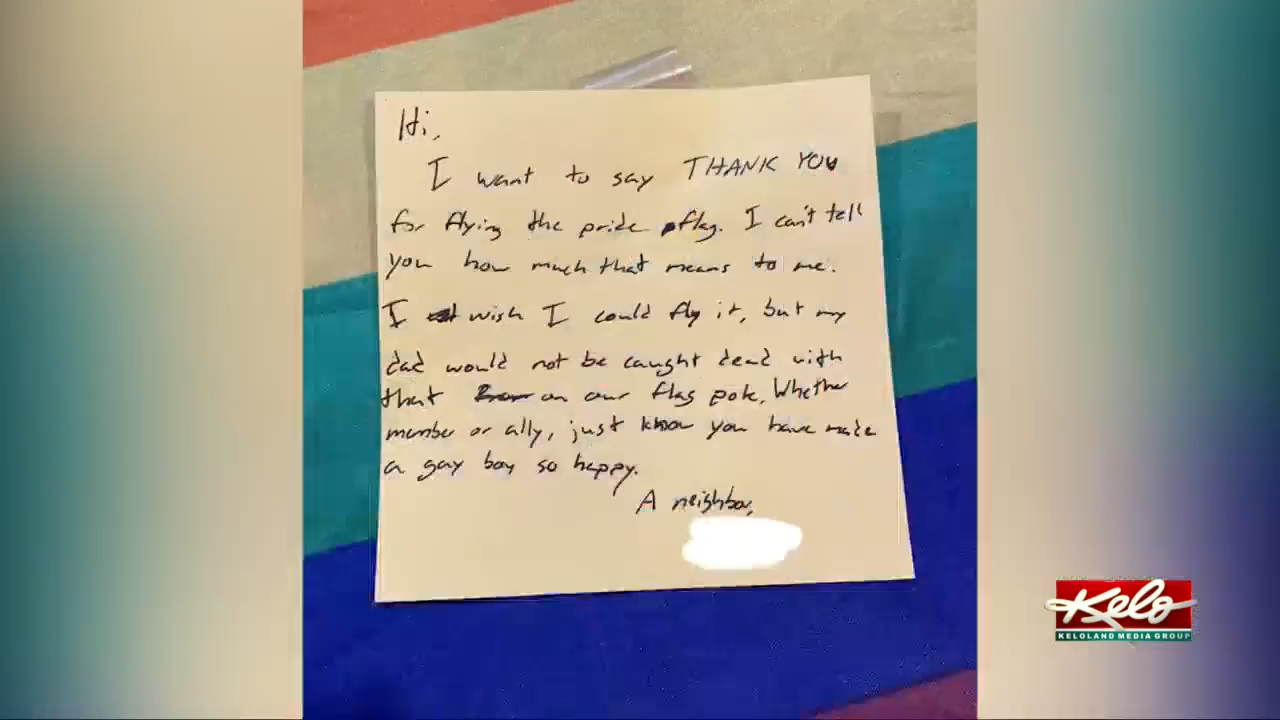 Hi,
I want to say THANK YOU
for flying the pride flag. I can't tell
you how much that means to me.
I wish I could fly it, but my
dad would not be caught dead with
that on our flag pole. Whether
member or ally, just know you have made
a gay boy so happy.
A neighbor,
Kelo
KELOLAND MEDIA GROUP